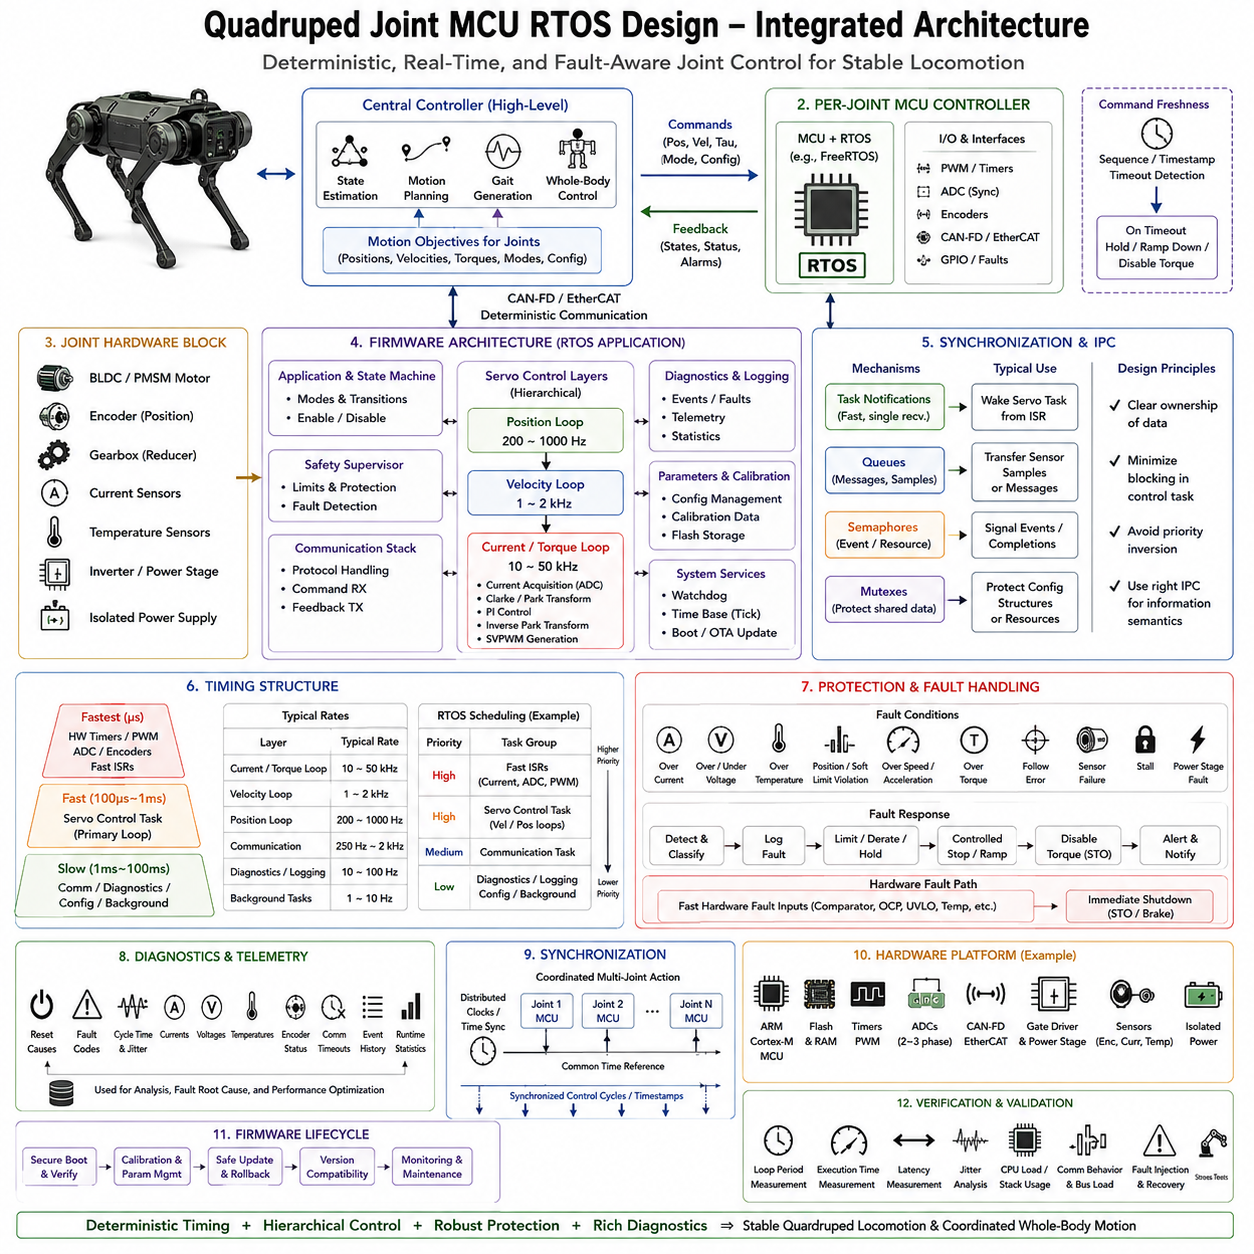 Quadruped Joint MCU RTOS Design – Integrated Architecture
Deterministic, Real-Time, and Fault-Aware Joint Control for Stable Locomotion
Central Controller (High-Level)
State
Estimation
Motion
Planning
Gait
Generation
Whole-Body
Control
Motion Objectives for Joints
(Positions, Velocities, Torques, Modes, Config)
Commands
(Pos, Vel, Tau,
Mode, Config)
Feedback
(States, Status,
Alarms)
2. PER-JOINT MCU CONTROLLER
MCU + RTOS
(e.g., FreeRTOS)
RTOS
I/O & Interfaces
PWM / Timers
ADC (Sync)
Encoders
CAN-FD / EtherCAT
GPIO / Faults
Command Freshness
Sequence / Timestamp
Timeout Detection
On Timeout
Hold / Ramp Down /
Disable Torque
CAN-FD / EtherCAT
Deterministic Communication
3. JOINT HARDWARE BLOCK
BLDC / PMSM Motor
Encoder (Position)
Gearbox (Reducer)
A
Current Sensors
Temperature Sensors
Inverter / Power Stage
Isolated Power Supply
4. FIRMWARE ARCHITECTURE (RTOS APPLICATION)
Application & State Machine
• Modes & Transitions
• Enable / Disable
Safety Supervisor
• Limits & Protection
• Fault Detection
Communication Stack
• Protocol Handling
• Command RX
• Feedback TX
Servo Control Layers
(Hierarchical)
Position Loop
200 ~ 1000 Hz
Velocity Loop
1 ~ 2 kHz
Current / Torque Loop
10 ~ 50 kHz
• Current Acquisition (ADC)
• Clarke / Park Transform
• PI Control
• Inverse Park Transform
• SVPWM Generation
Diagnostics & Logging
• Events / Faults
• Telemetry
• Statistics
Parameters & Calibration
• Config Management
• Calibration Data
• Flash Storage
System Services
• Watchdog
• Time Base (Tick)
• Boot / OTA Update
5. SYNCHRONIZATION & IPC
Mechanisms
Typical Use
Design Principles
Task Notifications
(Fast, single recv.)
Wake Servo Task
from ISR
Queues
(Messages, Samples)
Transfer Sensor
Samples
or Messages
Semaphores
(Event / Resource)
Signal Events /
Completions
Mutexes
(Protect shared data)
Protect Config
Structures
or Resources
✓ Clear ownership
of data
✓ Minimize
blocking in
control task
✓ Avoid priority
inversion
✓ Use right IPC
for information
semantics
6. TIMING STRUCTURE
Fastest (µs)
HW Timers / PWM
ADC / Encoders
Fast ISRs
Fast (100µs~1ms)
Servo Control Task
(Primary Loop)
Slow (1ms~100ms)
Comm / Diagnostics /
Config / Background
Typical Rates
Layer Typical Rate
Current / Torque Loop 10 ~ 50 kHz
Velocity Loop 1 ~ 2 kHz
Position Loop 200 ~ 1000 Hz
Communication 250 Hz ~ 2 kHz
Diagnostics / Logging 10 ~ 100 Hz
Background Tasks 1 ~ 10 Hz
RTOS Scheduling (Example)
Priority Task Group
High
Fast ISRs
(Current, ADC, PWM)
High
Servo Control Task
(Vel / Pos loops)
Medium Communication Task
Low
Diagnostics / Logging
Config / Background
Higher
Priority
Lower
Priority
7. PROTECTION & FAULT HANDLING
Fault Conditions
A
Over
Current
V
Over / Under
Voltage
Over
Temperature
Position / Soft
Limit Violation
Over Speed /
Acceleration
T
Over
Torque
Follow
Error
Sensor
Failure
Stall
Power Stage
Fault
Fault Response
Detect &
Classify
Log
Fault
Limit / Derate /
Hold
Controlled
Stop / Ramp
Disable
Torque (STO)
Alert &
Notify
Hardware Fault Path
Fast Hardware Fault Inputs (Comparator, OCP, UVLO, Temp, etc.)
Immediate Shutdown
(STO / Brake)
8. DIAGNOSTICS & TELEMETRY
Reset
Causes
Fault
Codes
Cycle Time
& Jitter
A
Currents
V
Voltages
Temperatures
Encoder
Status
Comm
Timeouts
Event
History
Runtime
Statistics
Used for Analysis, Fault Root Cause, and Performance Optimization
9. SYNCHRONIZATION
Coordinated Multi-Joint Action
Distributed
Clocks /
Time Sync
Joint 1
MCU
Joint 2
MCU
...
Joint N
MCU
Common Time Reference
Synchronized Control Cycles / Timestamps
10. HARDWARE PLATFORM (Example)
ARM
Cortex-M
MCU
Flash
& RAM
Timers
PWM
ADCs
(2~3 phase)
CAN-FD
EtherCAT
Gate Driver
& Power Stage
Sensors
(Enc, Curr, Temp)
Isolated
Power
11. FIRMWARE LIFECYCLE
Secure Boot
& Verify
Calibration &
Param Mgmt
Safe Update
& Rollback
Version
Compatibility
Monitoring &
Maintenance
12. VERIFICATION & VALIDATION
Loop Period
Measurement
Execution Time
Measurement
Latency
Measurement
Jitter
Analysis
CPU Load /
Stack Usage
Comm Behavior
& Bus Load
Fault Injection
& Recovery
Deterministic Timing + Hierarchical Control + Robust Protection + Rich Diagnostics ⇒ Stable Quadruped Locomotion & Coordinated Whole-Body Motion